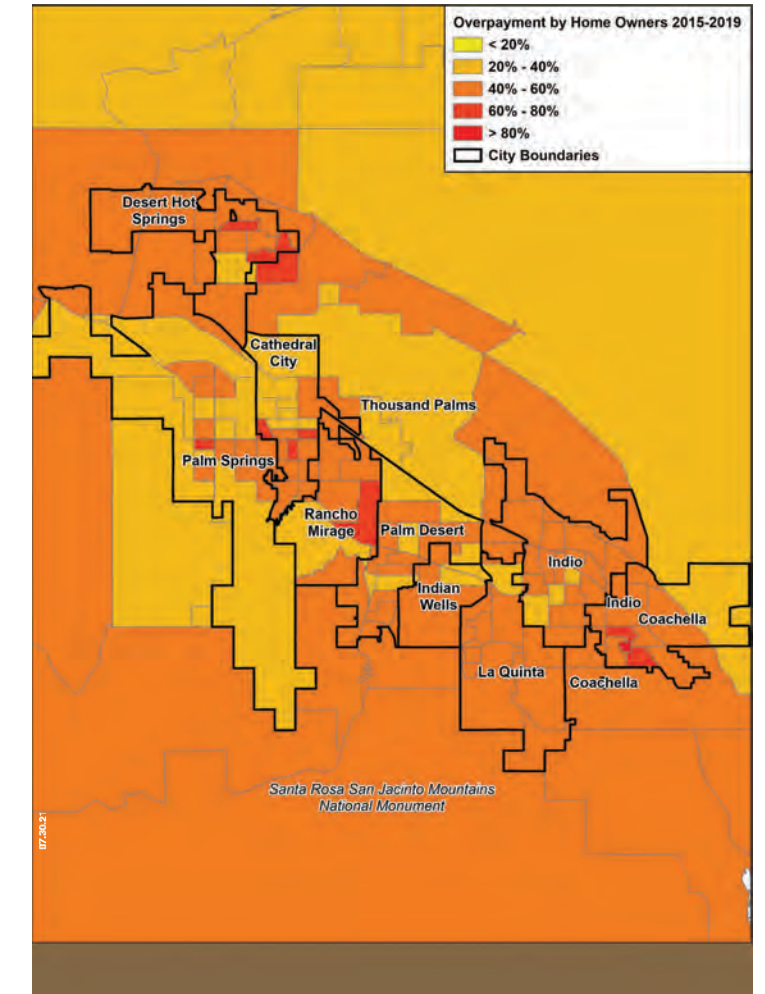 Overpayment by Home Owners 2015-2019
< 20%
20% - 40%
40% - 60%
60% - 80%
> 80%
City Boundaries
Desert Hot
Springs
Cathedral
City
Thousand Palms
Palm Springs
Rancho
Mirage
Palm Desert
Indio
Indian
Wells
Indio
Coachella
La Quinta
Coachella
Santa Rosa San Jacinto Mountains
National Monument
07.30.21